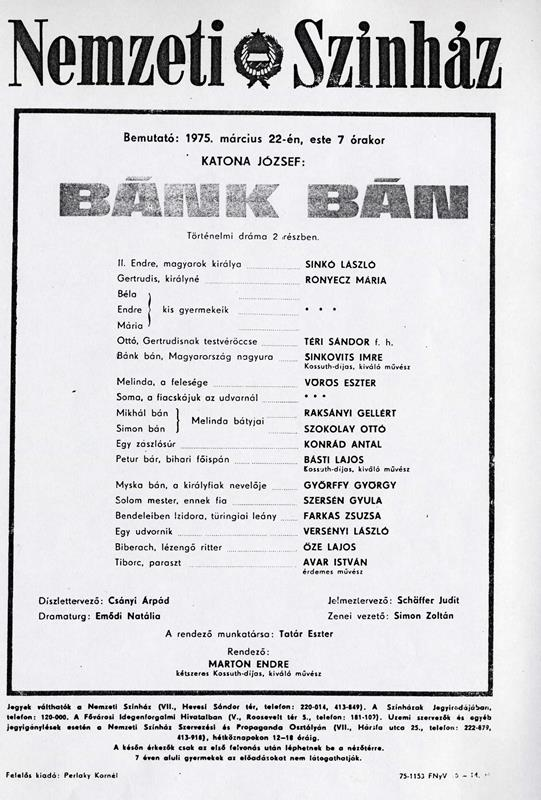 Nemzeti Színház
Bemutató: 1975. március 22-én, este 7 órakor
KATONA JÓZSEF:
BÁNK BÁN
Történelmi dráma 2 részben.
II. Endre, magyarok királya SINKÓ LÁSZLÓ
Gertrudis, királyné RONYECZ MÁRIA
Béla
Endre } kis gyermekeik * * *
Mária
Ottó, Gertrudisnak testvéröccse TÉRI SÁNDOR f. h.
Bánk bán, Magyarország nagyura SINKOVITS IMRE
Kossuth-díjas, kiváló művész
Melinda, a felesége VÖRÖS ESZTER
Soma, a fiacskájuk az udvarnál * * *
Mikhál bán RAKSÁNYI GELLÉRT
} Melinda bátyjai
Simon bán SZOKOLAY OTTÓ
Egy zászlósúr KONRÁD ANTAL
Petur bár, bihari főispán BÁSTI LAJOS
Kossuth-díjas, kiváló művész
Myska bán, a királyfiak nevelője GYŐRFFY GYÖRGY
Solom mester, ennek fia SZERSÉN GYULA
Bendeleiben Izidora, türingiai leány FARKAS ZSUZSA
Egy udvornik VERSÉNYI LÁSZLÓ
Biberach, lézengő ritter ŐZE LAJOS
Tiborc, paraszt AVAR ISTVÁN
érdemes művész
Díszlettervező: Csányi Árpád Jelmeztervező: Schäffer Judit
Dramaturg: Emődi Natália Zenei vezető: Simon Zoltán
A rendező munkatársa: Tatár Eszter
Rendező:
MARTON ENDRE
kétszeres Kossuth-díjas, kiváló művész
Jegyek válthatók a Nemzeti Színház (VII., Hevesi Sándor tér, telefon: 220-014, 413-849). A Színházak Jegyirodájában,
telefon: 120-000. A Fővárosi Idegenforgalmi Hivatalban (V., Roosevelt tér 5., telefon: 181-107). Üzemi szervezők és egyéb
jegyigénylések esetén a Nemzeti Színház Szervezési és Propaganda Osztályán (VII., Hársfa utca 25., telefon: 222-879,
413-918), hétköznapokon 12–18 óráig.
A későn érkezők csak az első felvonás után léphetnek be a nézőtérre.
7 éven aluli gyermekek az előadásokat nem látogathatják.
Felelős kiadó: Perlaky Kornél 75-1153 FNyV